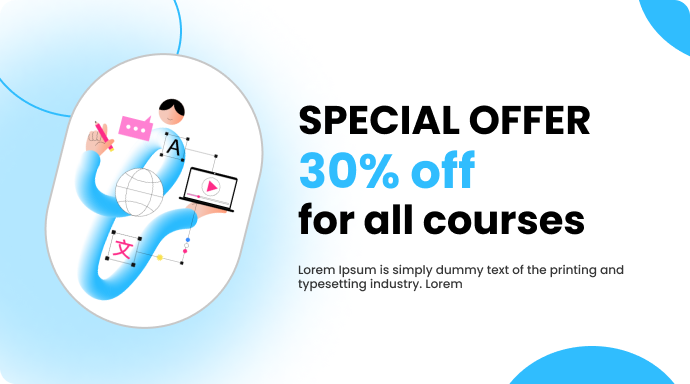 A
文
SPECIAL OFFER
30% off
for all courses
Lorem Ipsum is simply dummy text of the printing and
typesetting industry. Lorem